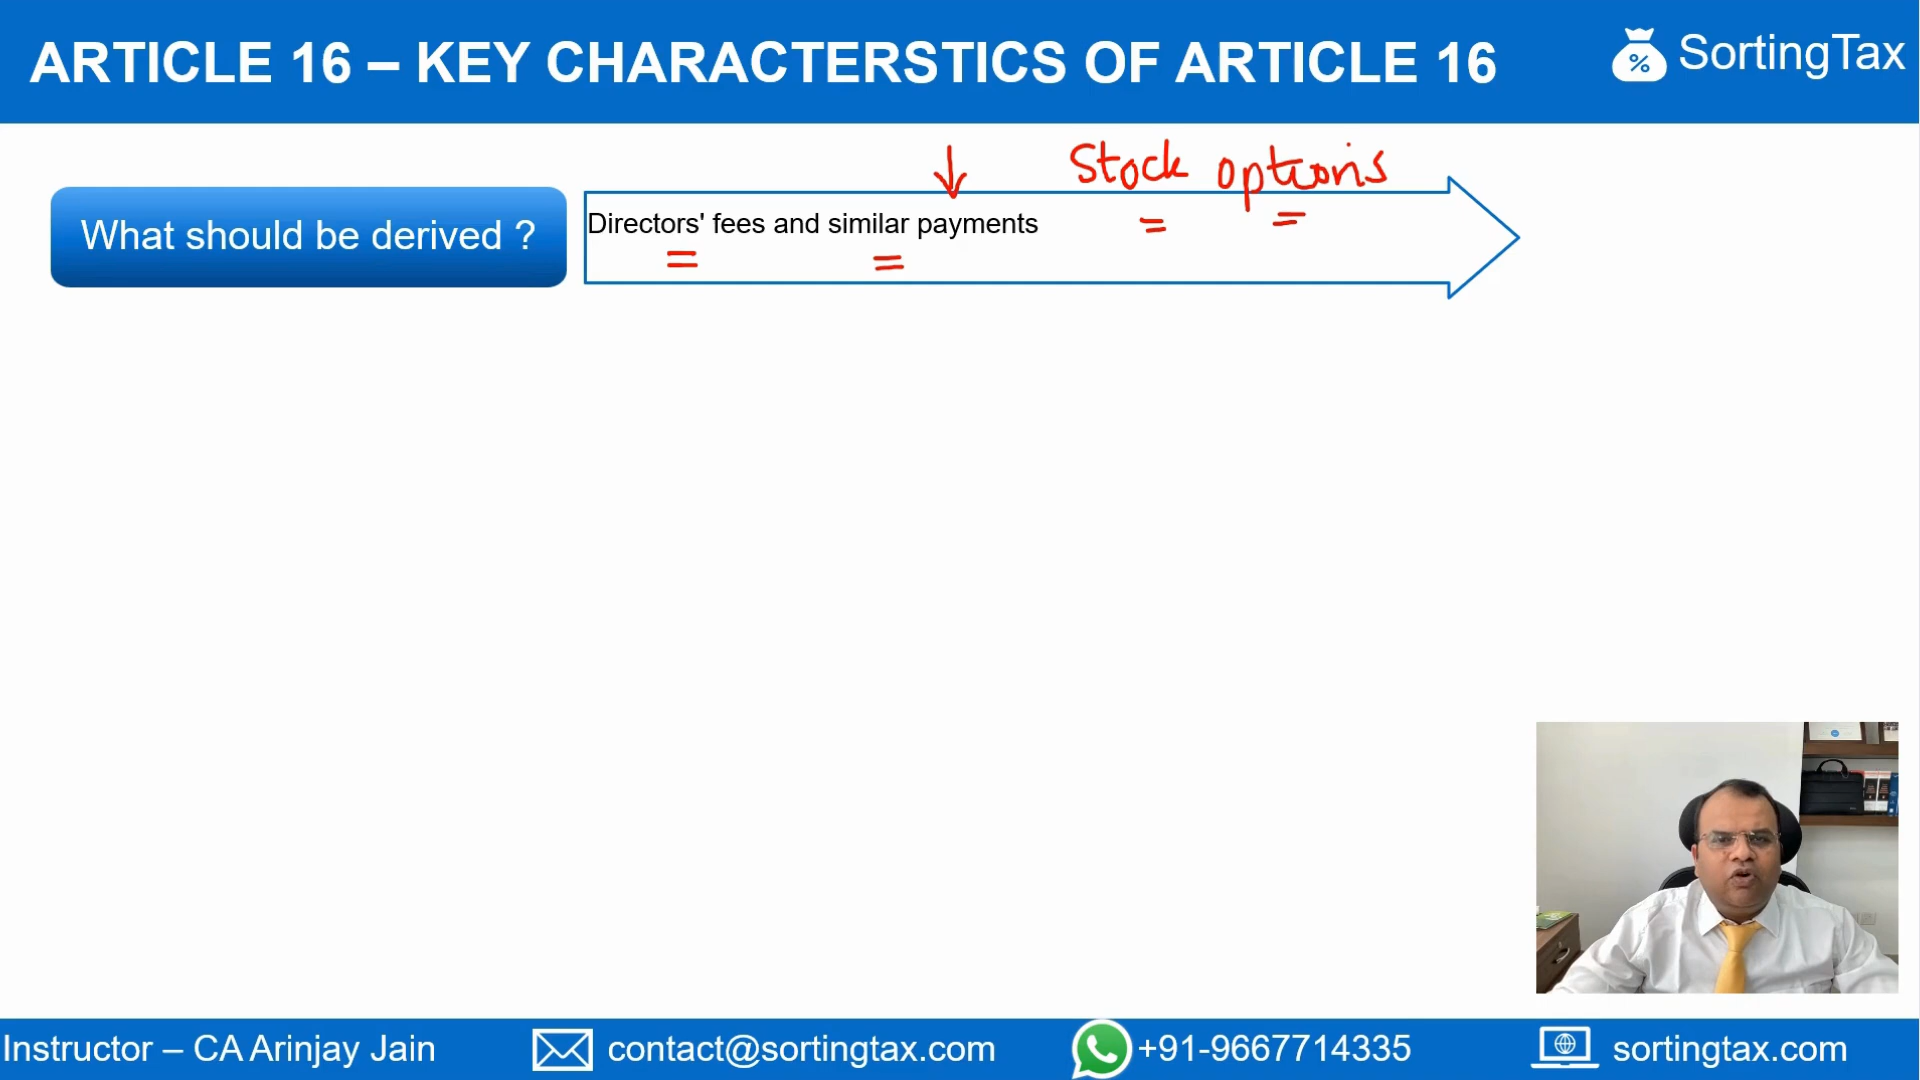 ARTICLE 16 – KEY CHARACTERSTICS OF ARTICLE 16
% SortingTax
Stock options
What should be derived ?
Directors' fees and similar payments
Instructor – CA Arinjay Jain
contact@sortingtax.com
+91-9667714335
sortingtax.com